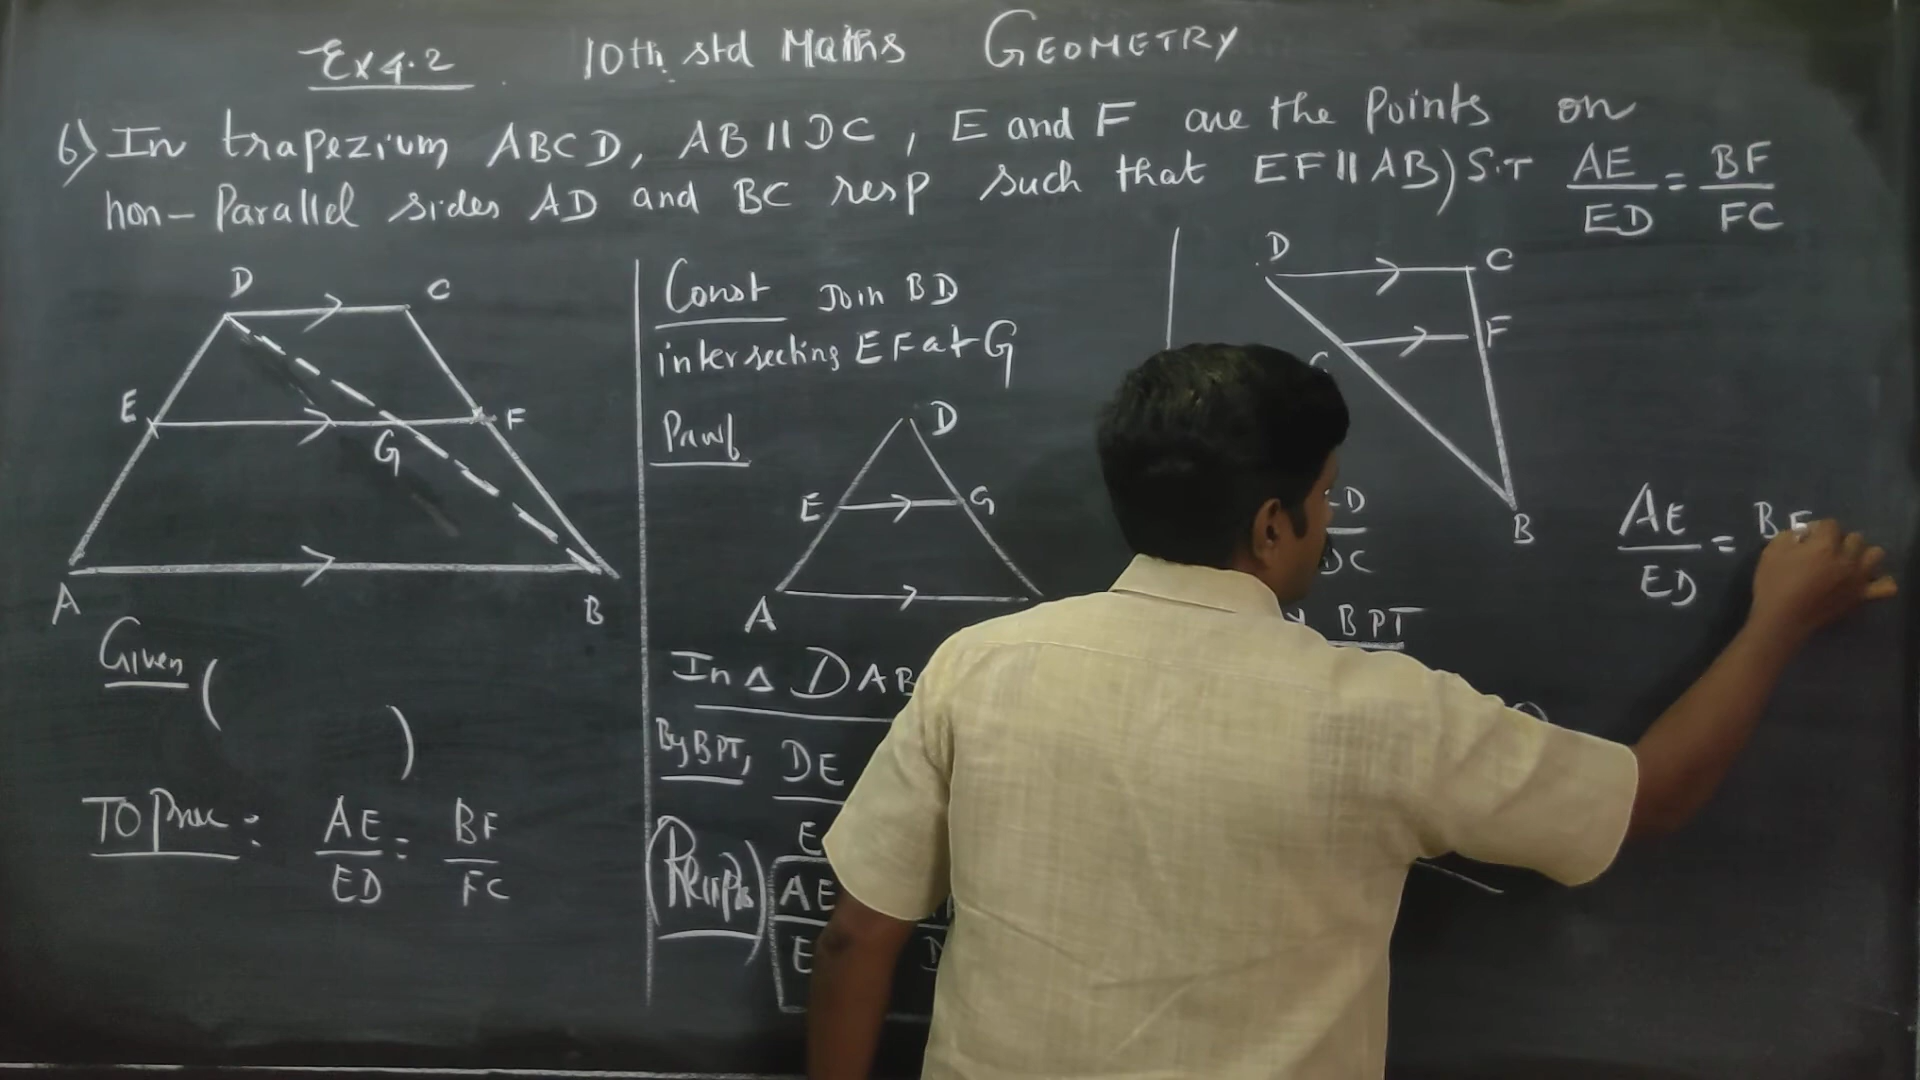 Ex 4.2 10th std Maths GEOMETRY
6) In trapezium ABCD, AB || DC, E and F are the points on
non-Parallel sides AD and BC resp such that EF || AB) S.T AE/ED = BF/FC
D C
E F
G
A B
Given ( )
TO Prove : AE/ED = BF/FC
Const Join BD
intersecting EF at G
Proof
D
E G
A
In Δ DAB
By BPT, DE
E
AE
E D
D C
F
B
DC
BPT
AE/ED = BF